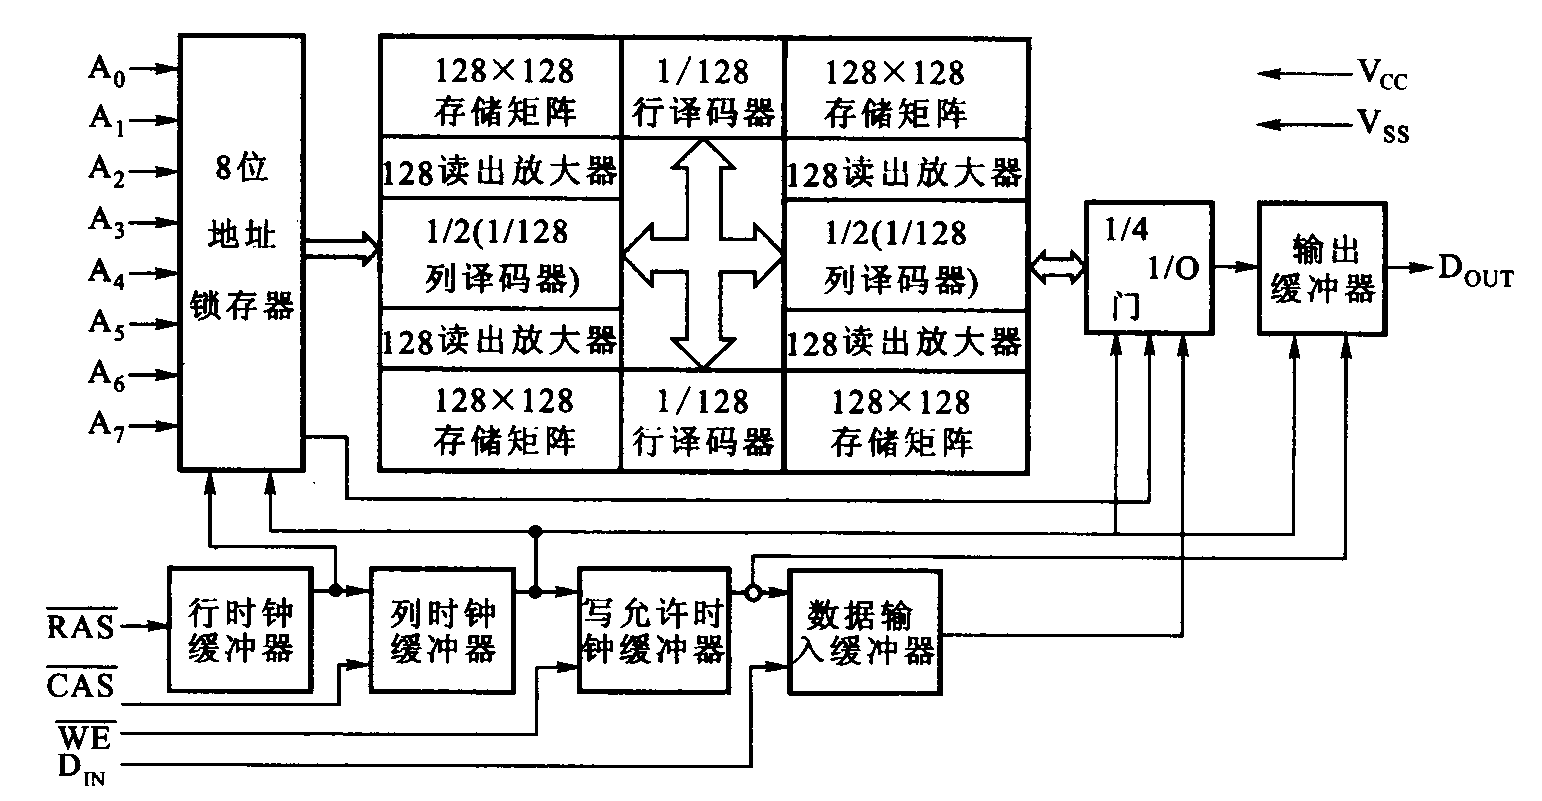 A0
A1
A2
A3
A4
A5
A6
A7
8位
地址
锁存器
128×128
存储矩阵
1/128
行译码器
128×128
存储矩阵
128读出放大器
128读出放大器
1/2(1/128
列译码器)
1/2(1/128
列译码器)
128读出放大器
128读出放大器
128×128
存储矩阵
1/128
行译码器
128×128
存储矩阵
VCC
VSS
1/4
1/O
门
输出
缓冲器
DOUT
RAS
CAS
WE
DIN
行时钟
缓冲器
列时钟
缓冲器
写允许时
钟缓冲器
数据输
入缓冲器